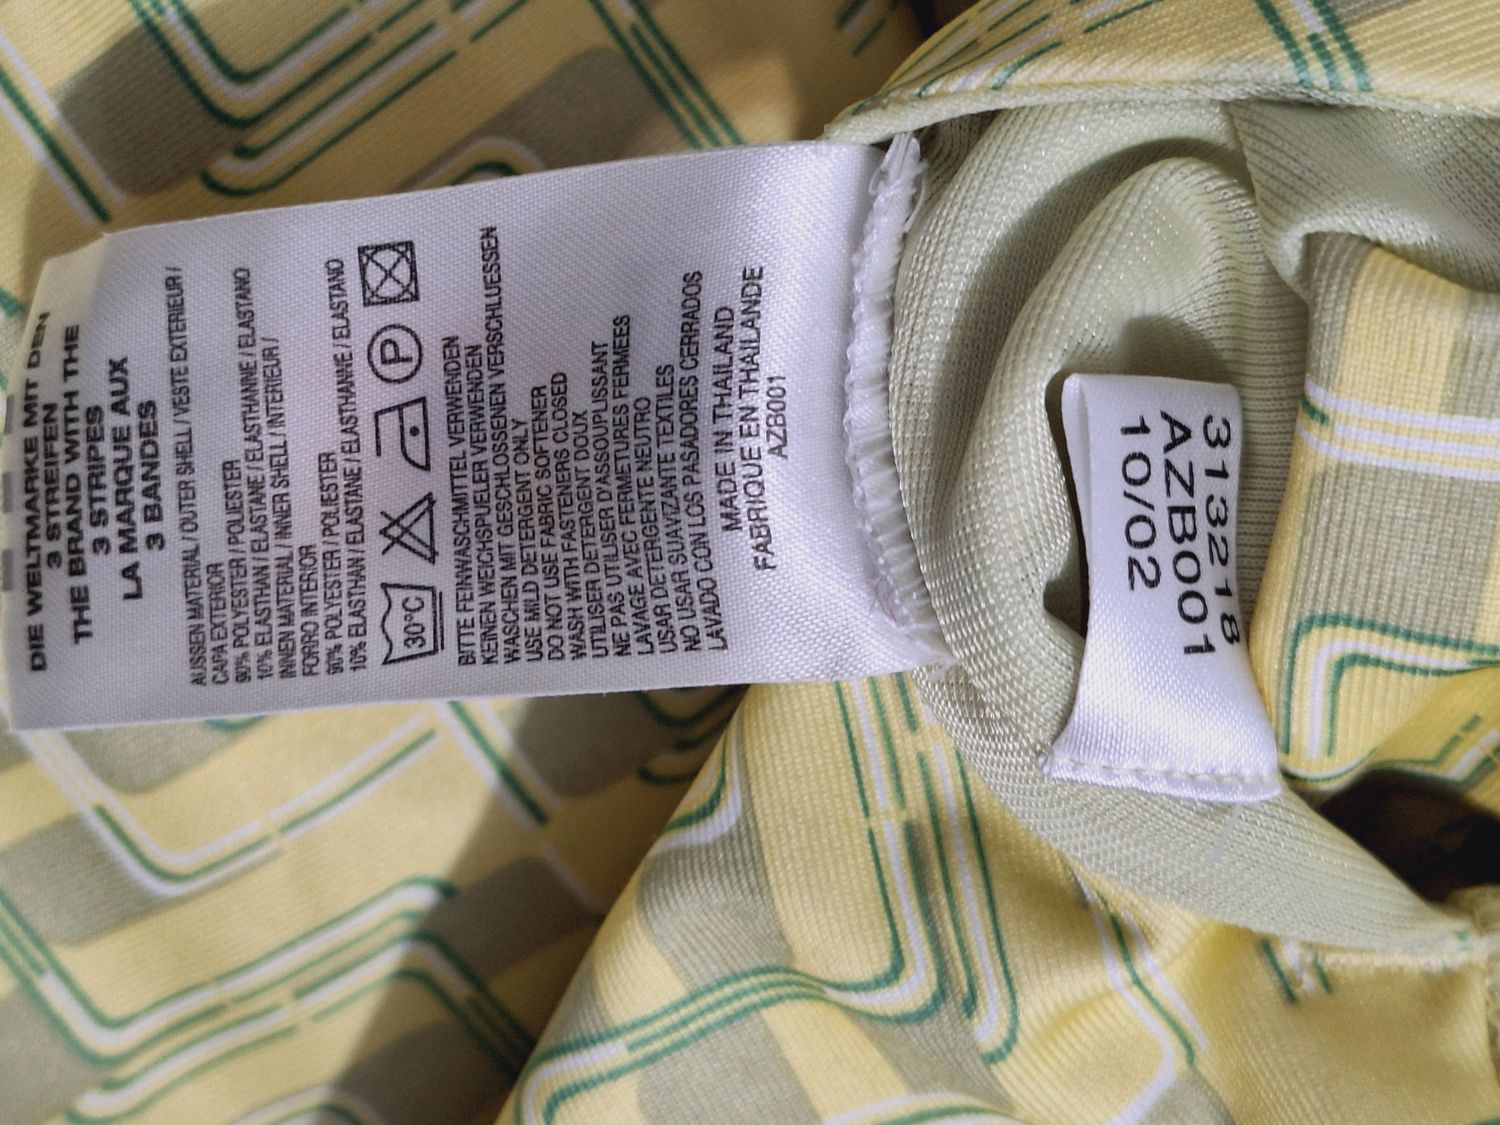 DIE WELTMARKE MIT DEN
3 STREIFEN
THE BRAND WITH THE
3 STRIPES
LA MARQUE AUX
3 BANDES
AUSSEN MATERIAL / OUTER SHELL / VESTE EXTERIEUR /
CAPA EXTERIOR
90% POLYESTER / POLIESTER
10% ELASTHAN / ELASTANE / ELASTHANNE / ELASTANO
INNEN MATERIAL / INNER SHELL / INTERIEUR /
FORRO INTERIOR
90% POLYESTER / POLIESTER
10% ELASTHAN / ELASTANE / ELASTHANNE / ELASTANO
30°C P
BITTE FEINWASCHMITTEL VERWENDEN
KEINEN WEICHSPUELER VERWENDEN
WASCHEN MIT GESCHLOSSENEN VERSCHLUESSEN
USE MILD DETERGENT ONLY
DO NOT USE FABRIC SOFTENER
WASH WITH FASTENERS CLOSED
UTILISER DETERGENT DOUX
NE PAS UTILISER D'ASSOUPLISSANT
LAVAGE AVEC FERMETURES FERMEES
USAR DETERGENTE NEUTRO
NO USAR SUAVIZANTE TEXTILES
LAVADO CON LOS PASADORES CERRADOS
MADE IN THAILAND
FABRIQUE EN THAILANDE
AZB001
313218
AZB001
10/02